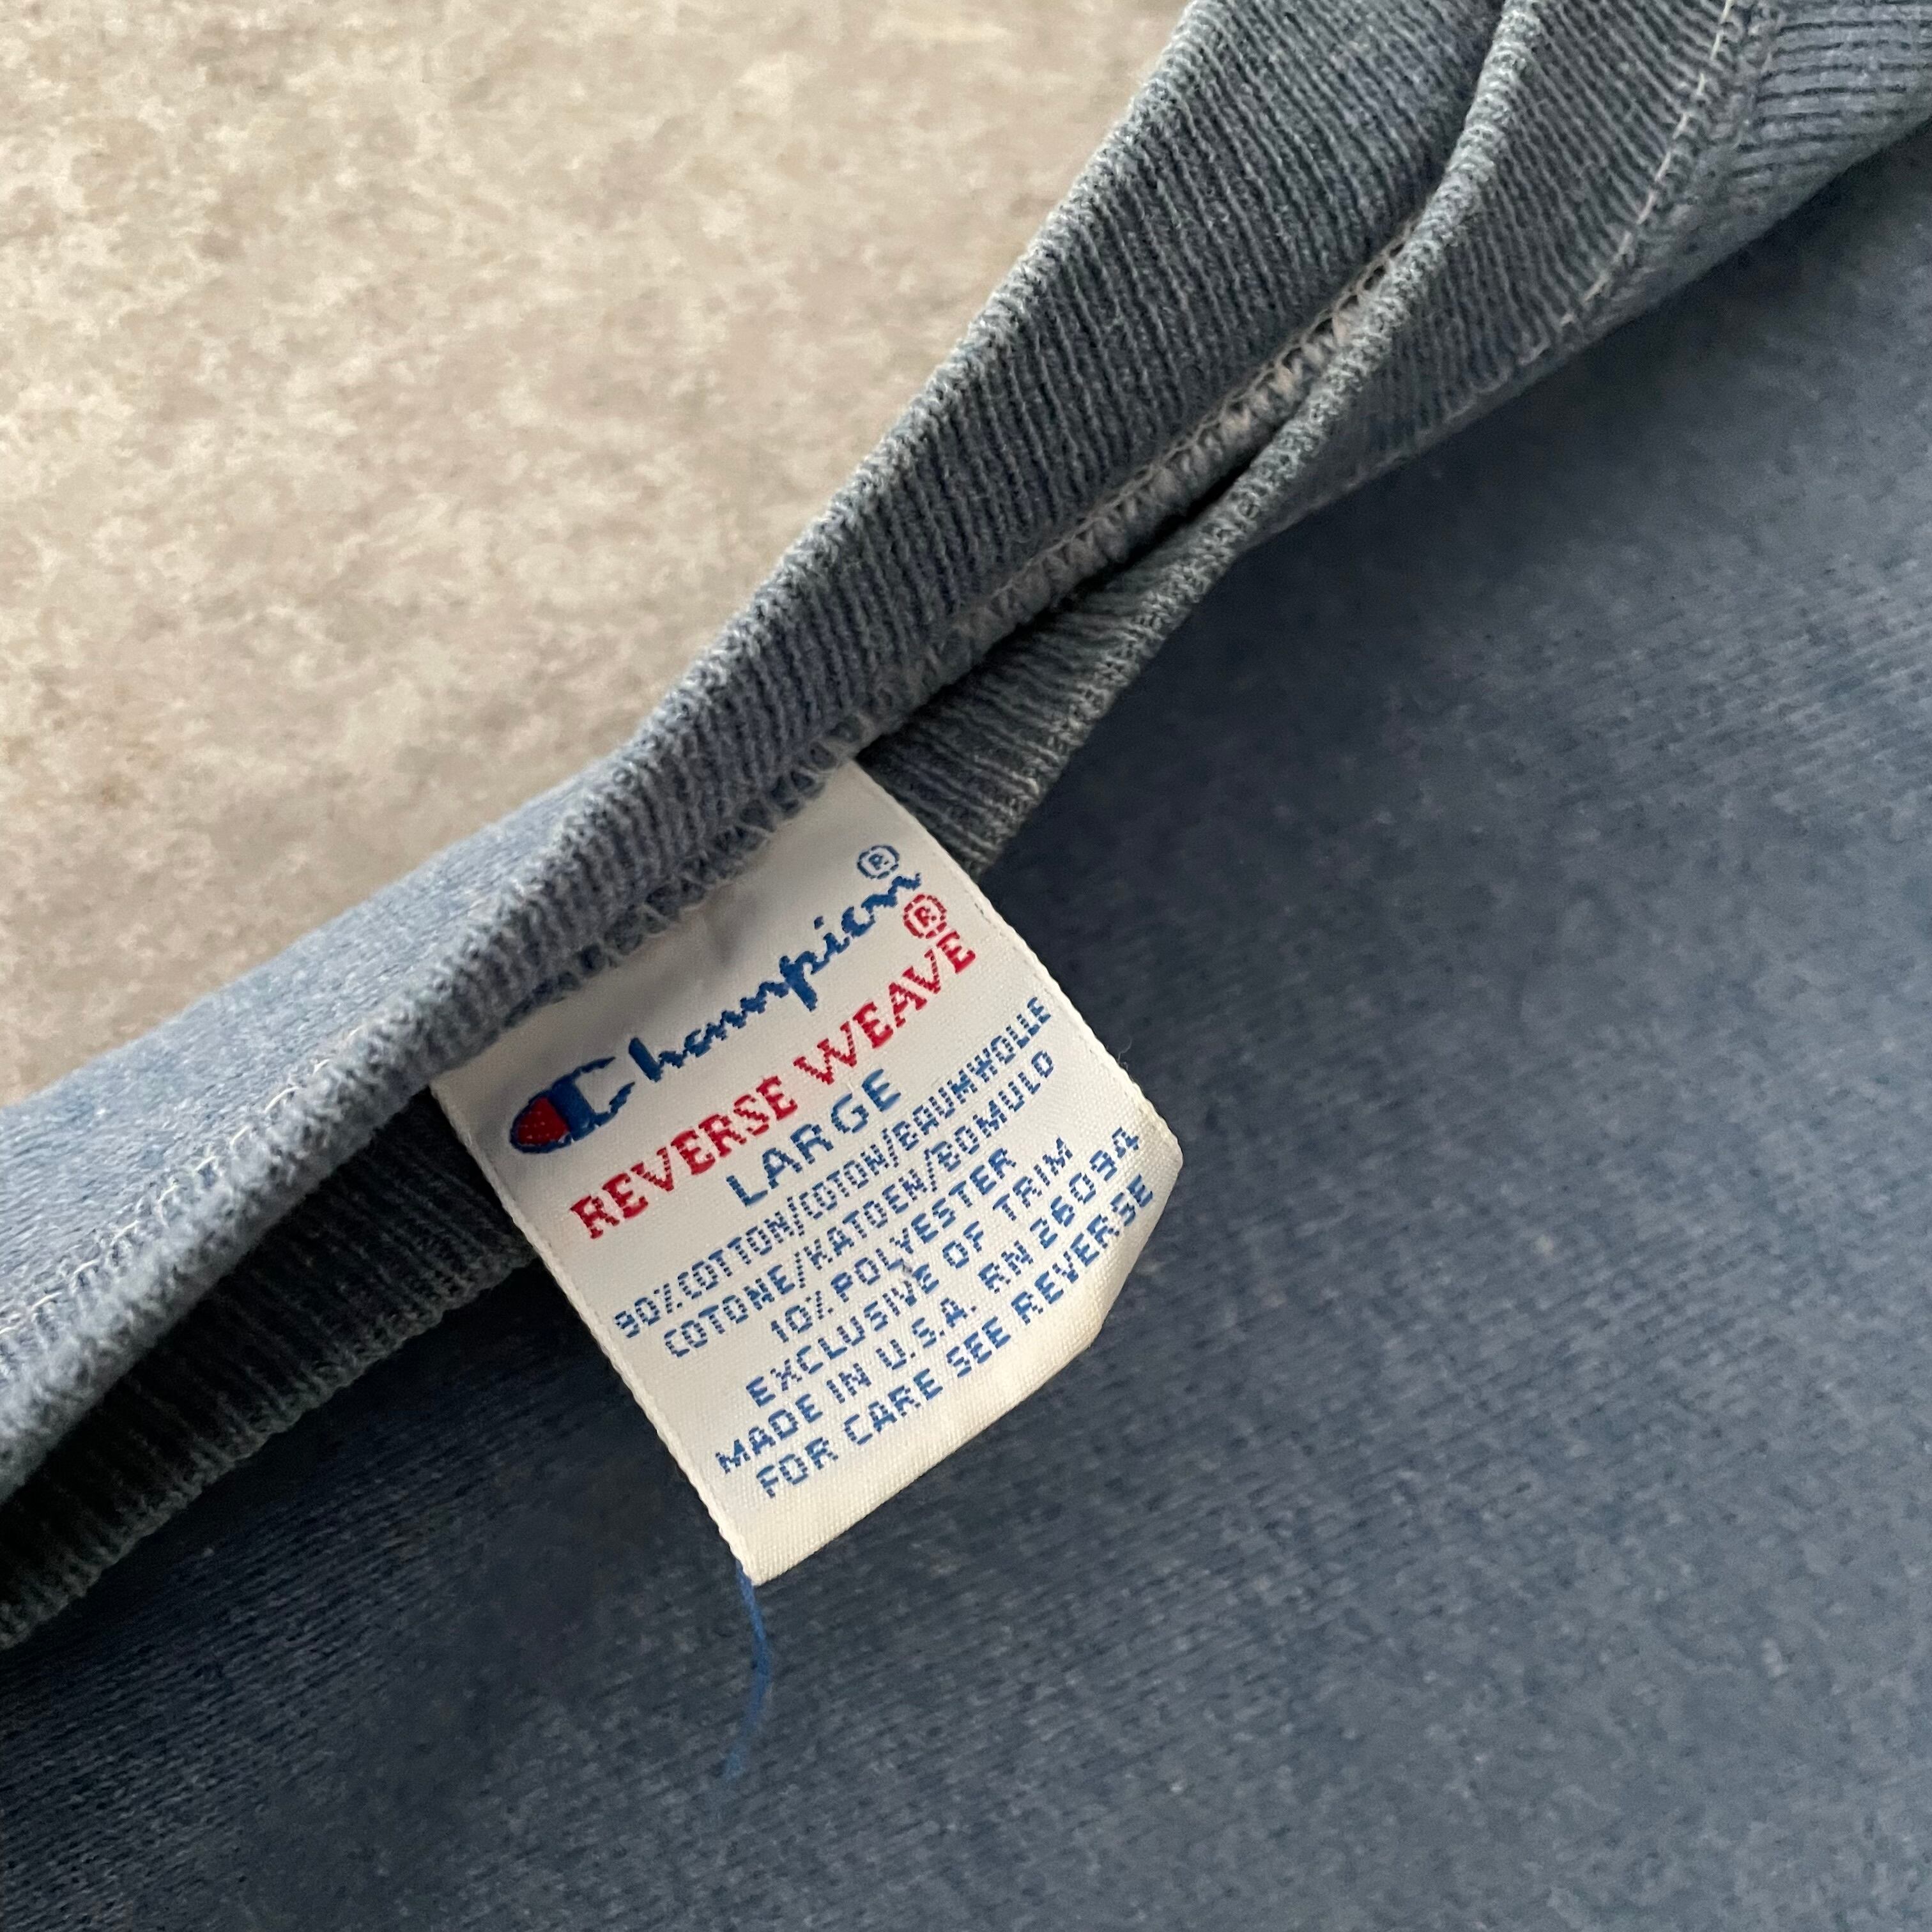 Champion®
REVERSE WEAVE®
LARGE
90% COTTON/COTON/BAUMWOLLE
COTONE/KATOEN/BOMULD
10% POLYESTER
EXCLUSIVE OF TRIM
MADE IN U.S.A. RN 26094
FOR CARE SEE REVERSE